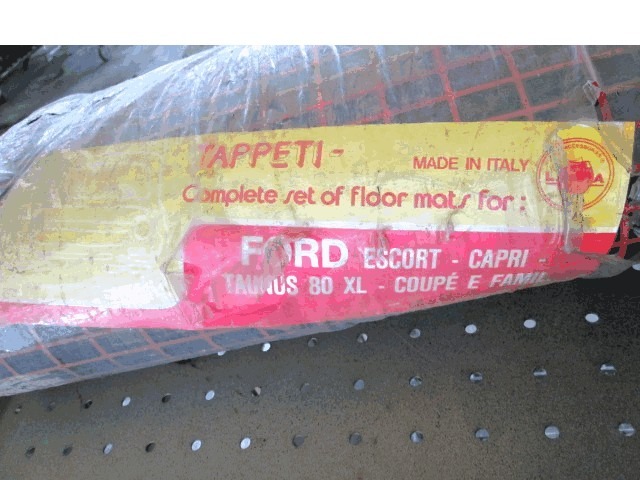 TAPPETI -
MADE IN ITALY
Complete set of floor mats for:
FORD ESCORT - CAPRI -
TAUNUS 80 XL - COUPÉ E FAMIL